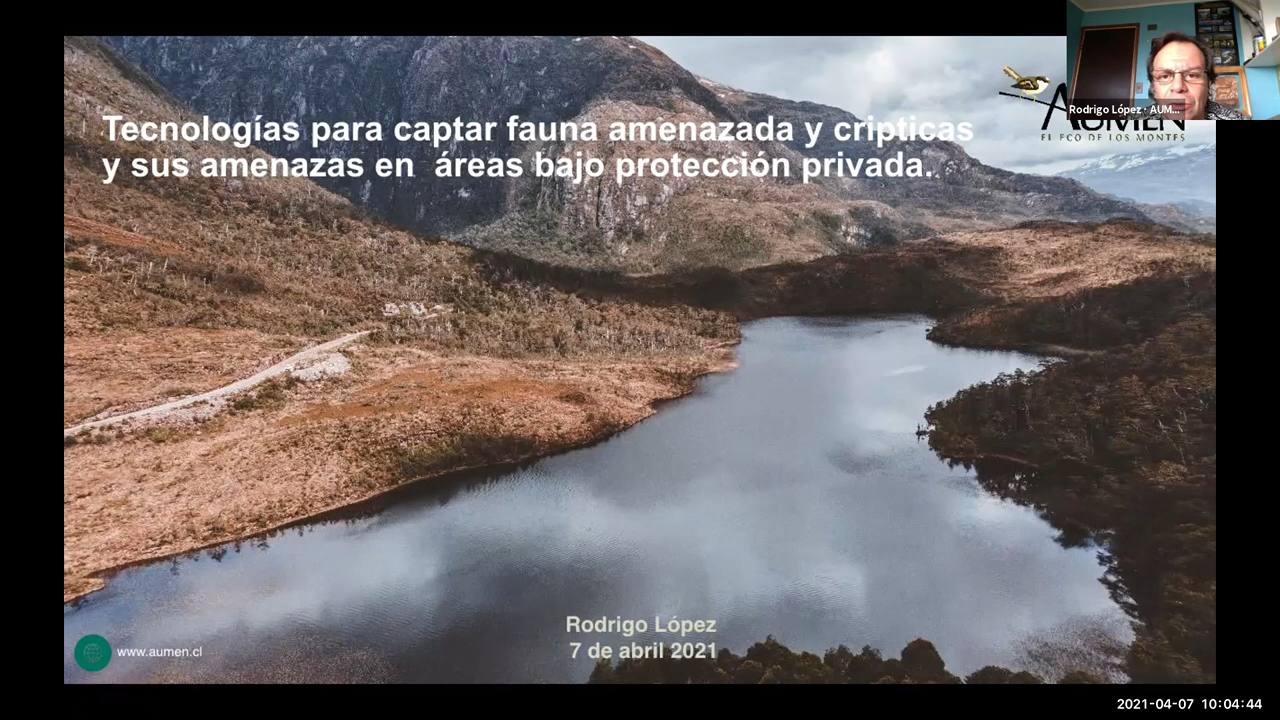 Tecnologías para captar fauna amenazada y cripticas
y sus amenazas en áreas bajo protección privada.
Rodrigo López · AUM...
AUMEN
EL ECO DE LOS MONTES
Rodrigo López
7 de abril 2021
www.aumen.cl
2021-04-07 10:04:44